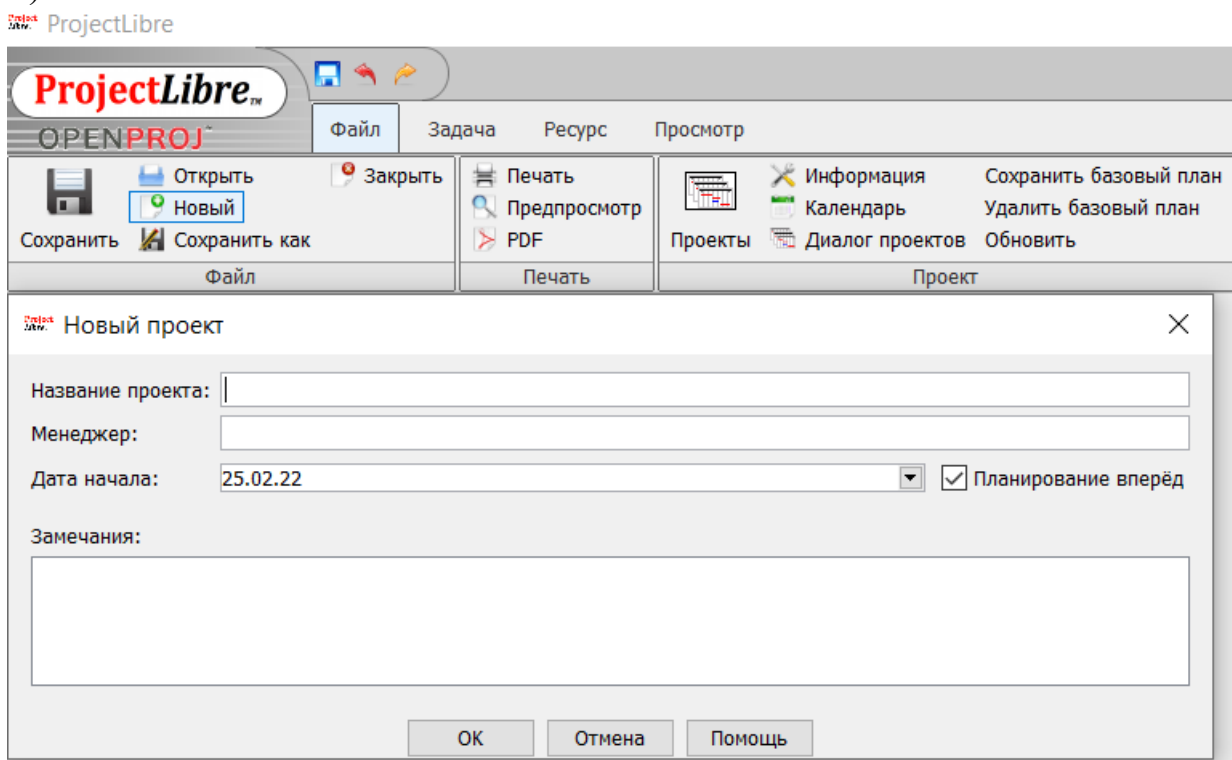 ProjectLibre
ProjectLibre™
OPENPROJ
Файл Задача Ресурс Просмотр
Сохранить
Открыть
Новый
Сохранить как
Закрыть
Файл
Печать
Предпросмотр
PDF
Печать
Проекты
Информация
Календарь
Диалог проектов
Сохранить базовый план
Удалить базовый план
Обновить
Проект
Новый проект
Название проекта:
Менеджер:
Дата начала: 25.02.22 Планирование вперёд
Замечания:
OK Отмена Помощь